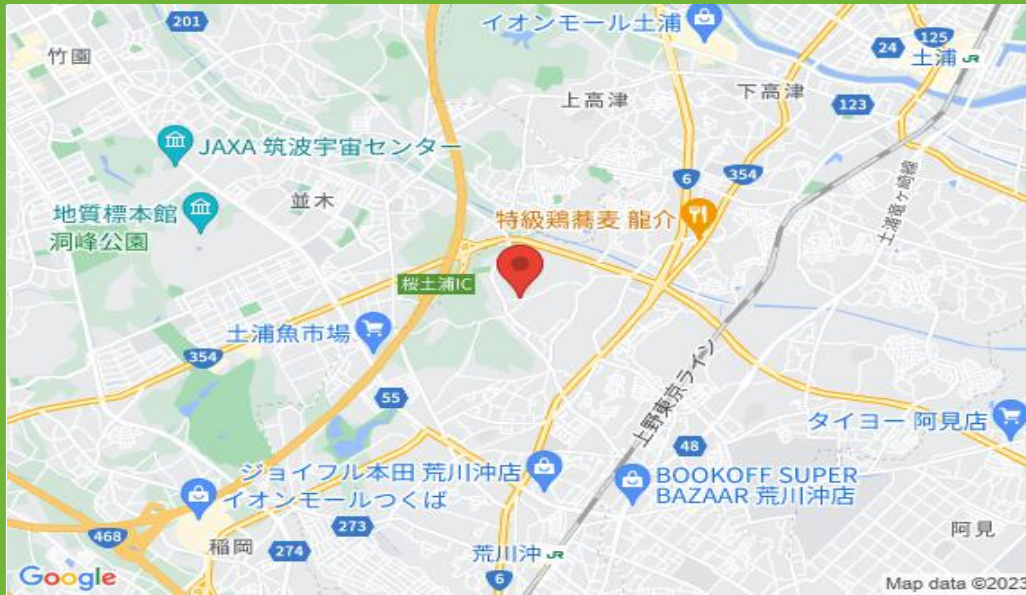 201
竹園
イオンモール土浦
24
125
土浦 JR
上高津
下高津
123
JAXA 筑波宇宙センター
6
354
土浦竜ケ崎線
並木
地質標本館
洞峰公園
特級鶏蕎麦 龍介
桜土浦IC
土浦魚市場
354
55
上野東京ライン
タイヨー 阿見店
48
ジョイフル本田 荒川沖店
イオンモールつくば
BOOKOFF SUPER
BAZAAR 荒川沖店
468
稲岡
273
274
荒川沖 JR
6
阿見
Google
Map data ©2023